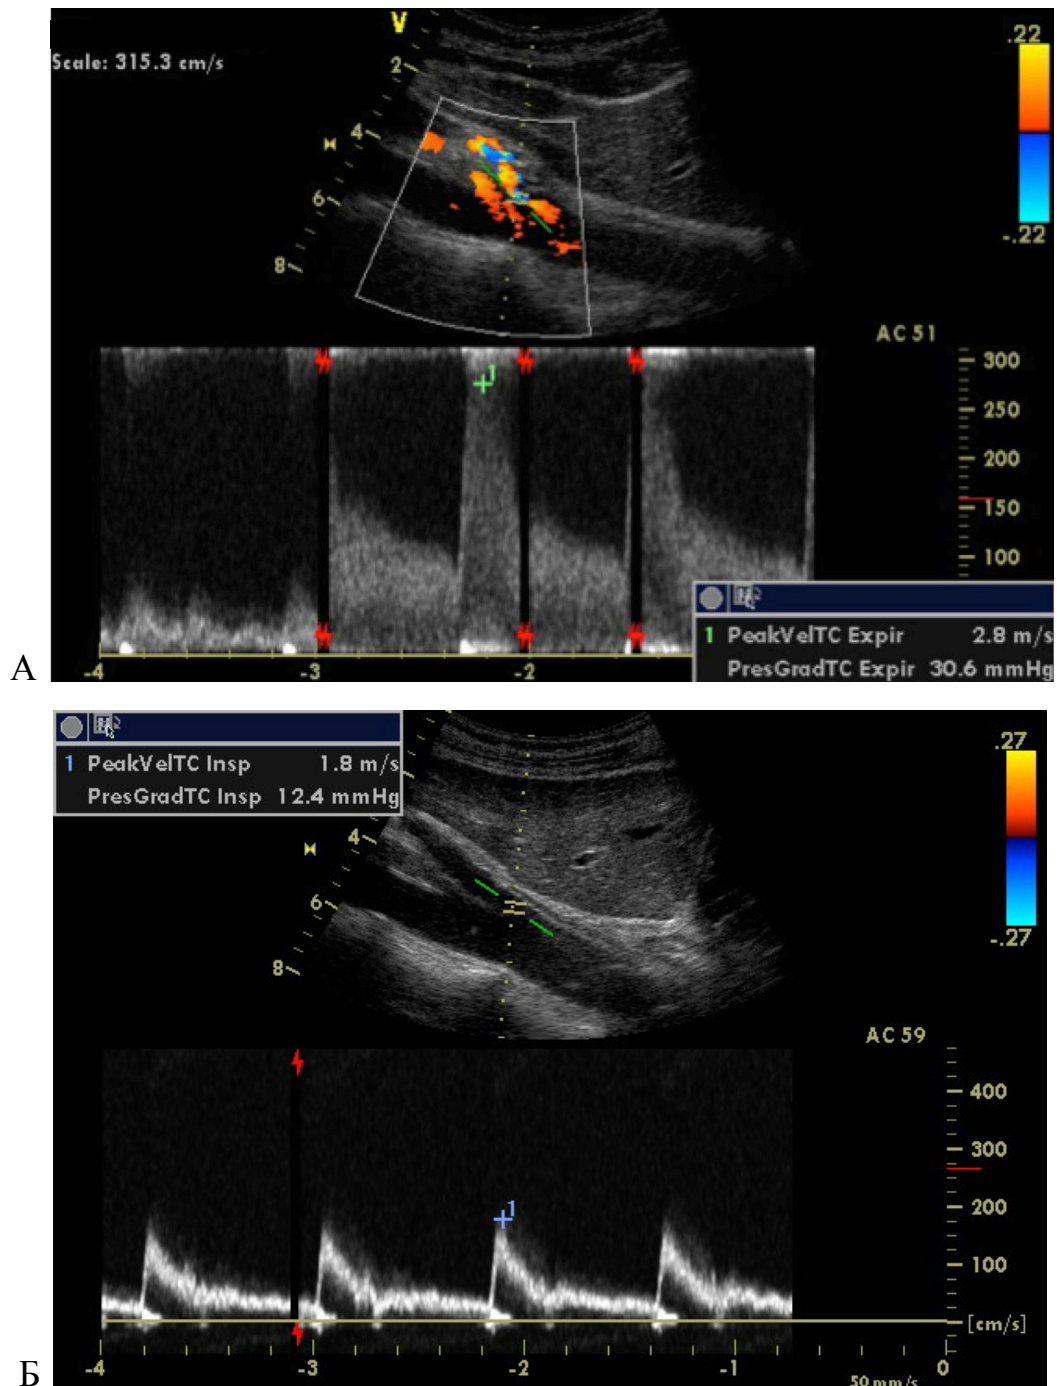 V
Scale: 315.3 cm/s
.22
2
4
6
8
-.22
AC 51
1
300
250
200
150
100
1 PeakVelTC Expir 2.8 m/s
PresGradTC Expir 30.6 mmHg
А
-4 -3 -2
1 PeakVelTC Insp 1.8 m/s
PresGradTC Insp 12.4 mmHg
.27
4
6
8
-.27
AC 59
1
400
300
200
100
[cm/s]
Б
-4 -3 -2 -1 0
50 mm/s